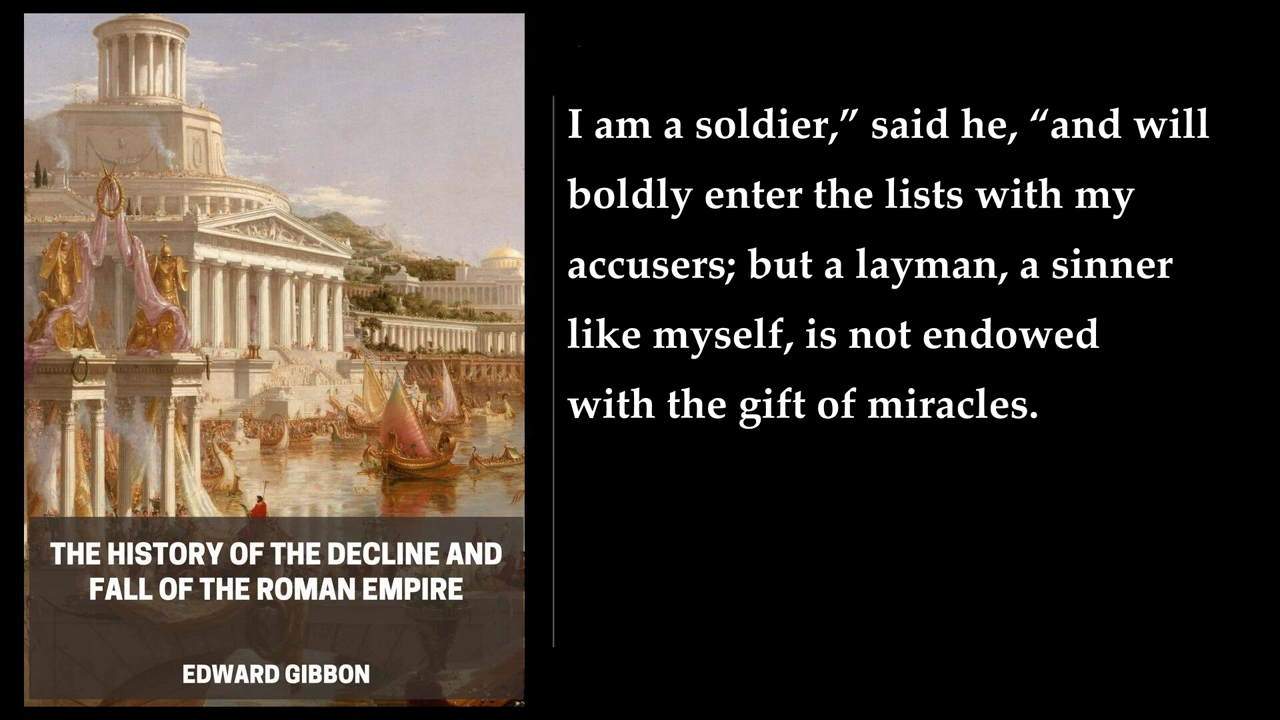 I am a soldier,” said he, “and will
boldly enter the lists with my
accusers; but a layman, a sinner
like myself, is not endowed
with the gift of miracles.
THE HISTORY OF THE DECLINE AND
FALL OF THE ROMAN EMPIRE
EDWARD GIBBON